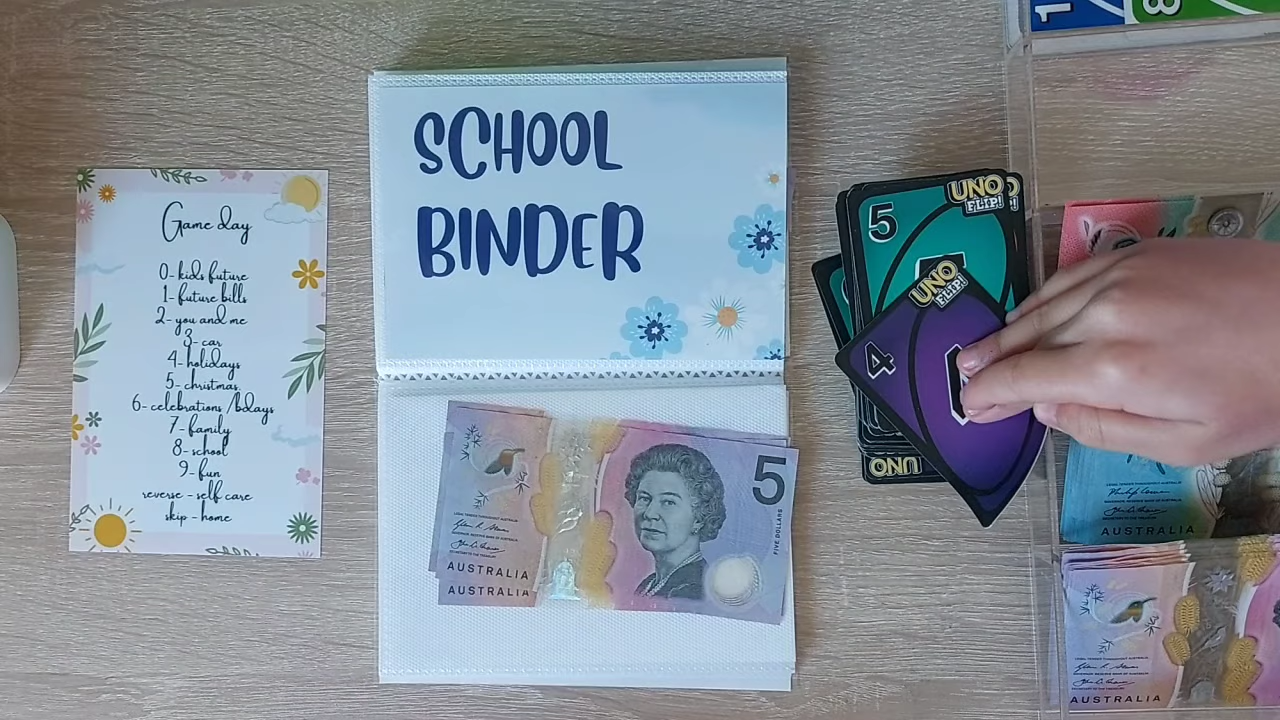 Game day
0- kids future
1- future bills
2- you and me
3- car
4- holidays
5- christmas
6- celebrations /bdays
7- family
8- school
9- fun
reverse - self care
skip - home
SCHOOL
BINDER
5
FIVE DOLLARS
AUSTRALIA
AUSTRALIA
5
UNO
FLIP!
UNO
FLIP!
4
UNO
1
8
AUSTRALIA
AUSTRALIA